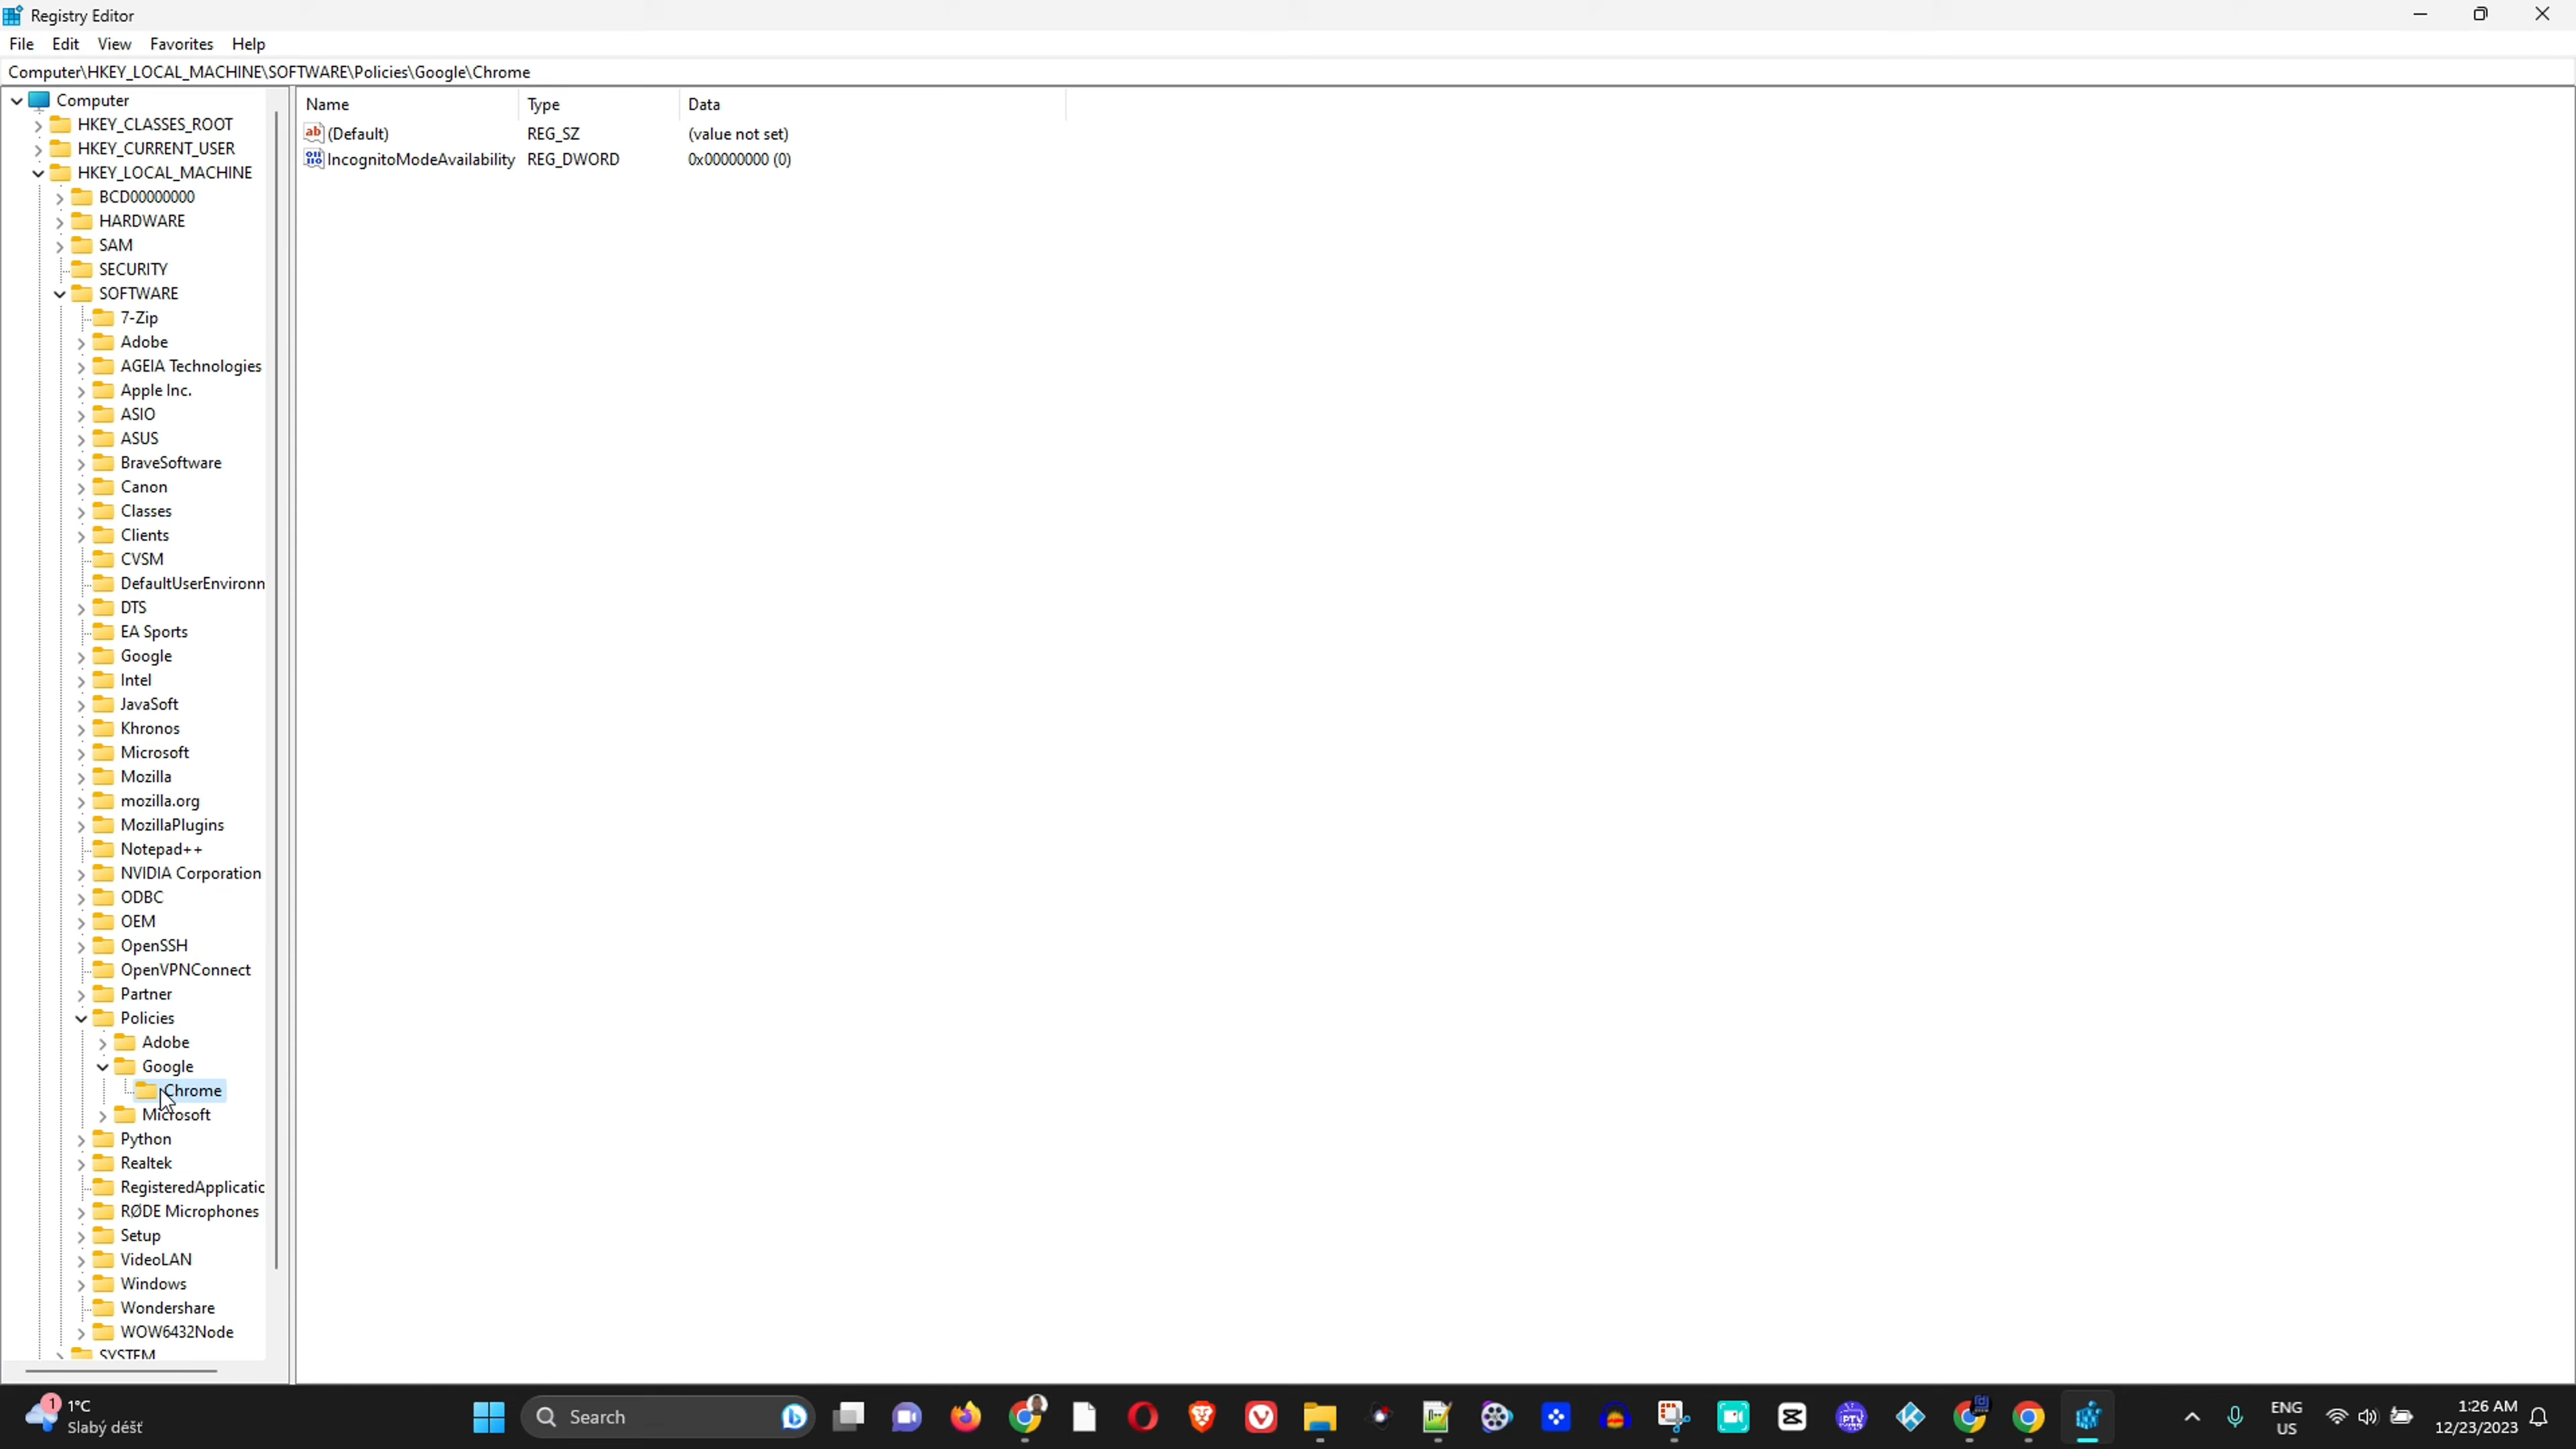 Registry Editor
File Edit View Favorites Help
Computer\HKEY_LOCAL_MACHINE\SOFTWARE\Policies\Google\Chrome
Computer
HKEY_CLASSES_ROOT
HKEY_CURRENT_USER
HKEY_LOCAL_MACHINE
BCD00000000
HARDWARE
SAM
SECURITY
SOFTWARE
7-Zip
Adobe
AGEIA Technologies
Apple Inc.
ASIO
ASUS
BraveSoftware
Canon
Classes
Clients
CVSM
DefaultUserEnvironn
DTS
EA Sports
Google
Intel
JavaSoft
Khronos
Microsoft
Mozilla
mozilla.org
MozillaPlugins
Notepad++
NVIDIA Corporation
ODBC
OEM
OpenSSH
OpenVPNConnect
Partner
Policies
Adobe
Google
Chrome
Microsoft
Python
Realtek
RegisteredApplicatic
RØDE Microphones
Setup
VideoLAN
Windows
Wondershare
WOW6432Node
SYSTEM
Name Type Data
(Default) REG_SZ (value not set)
IncognitoModeAvailability REG_DWORD 0x00000000 (0)
1 1°C
Slabý déšť
Search
IPTV
ENG
US
1:26 AM
12/23/2023